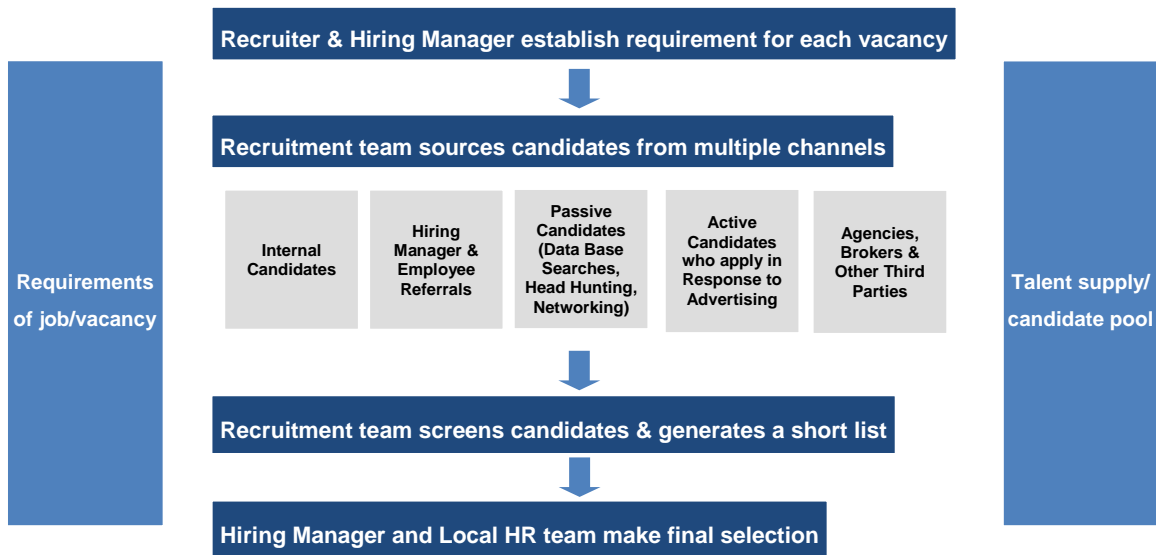 Recruiter & Hiring Manager establish requirement for each vacancy
Requirements
of job/vacancy
Recruitment team sources candidates from multiple channels
Internal
Candidates
Hiring
Manager &
Employee
Referrals
Passive
Candidates
(Data Base
Searches,
Head Hunting,
Networking)
Active
Candidates
who apply in
Response to
Advertising
Agencies,
Brokers &
Other Third
Parties
Talent supply/
candidate pool
Recruitment team screens candidates & generates a short list
Hiring Manager and Local HR team make final selection